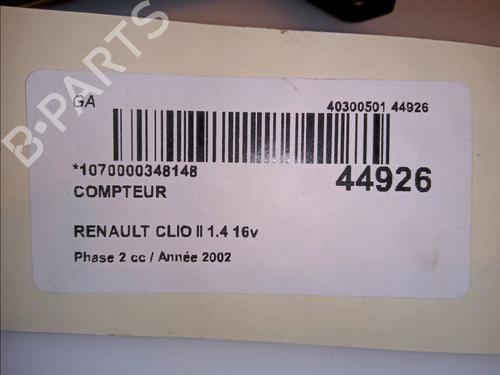 B-PARTS
GA
40300501 44926
*1070000348148
44926
COMPTEUR
RENAULT CLIO II 1.4 16v
Phase 2 cc / Année 2002